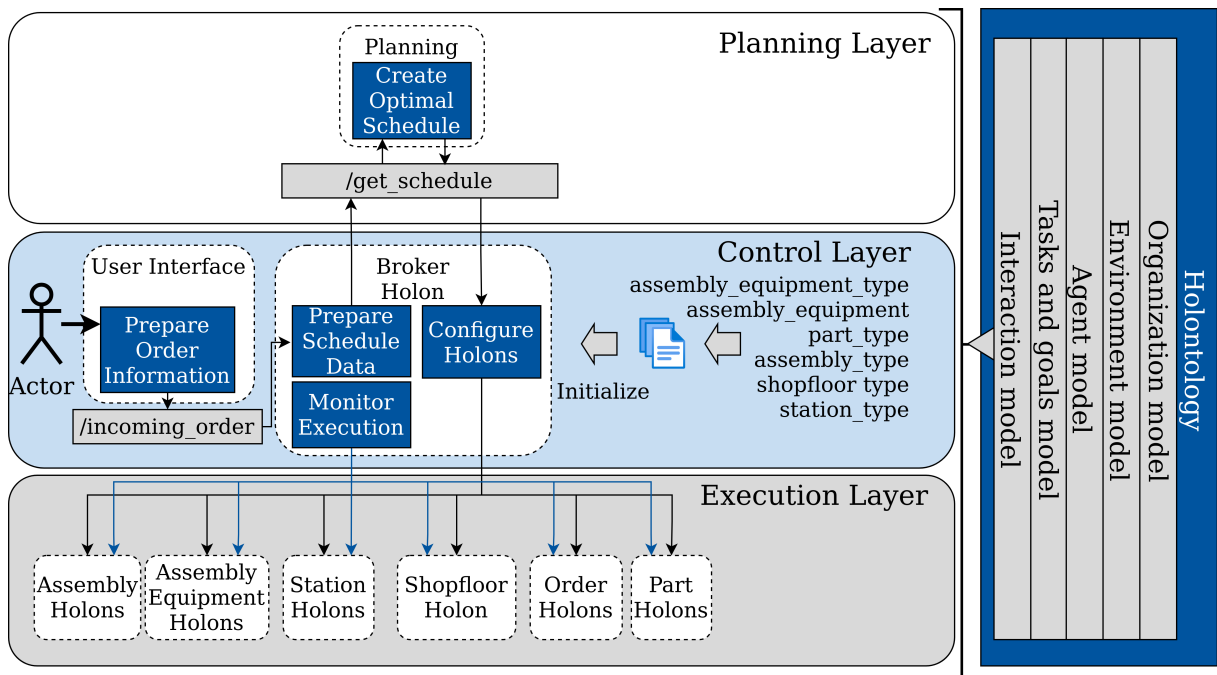 Planning Layer
Planning
Create
Optimal
Schedule
/get_schedule
Control Layer
User Interface
Actor
Prepare
Order
Information
/incoming_order
Broker
Holon
Prepare
Schedule
Data
Monitor
Execution
Configure
Holons
Initialize
assembly_equipment_type
assembly_equipment
part_type
assembly_type
shopfloor type
station_type
Execution Layer
Assembly
Holons
Assembly
Equipment
Holons
Station
Holons
Shopfloor
Holon
Order
Holons
Part
Holons
Holontology
Organization model
Environment model
Agent model
Tasks and goals model
Interaction model